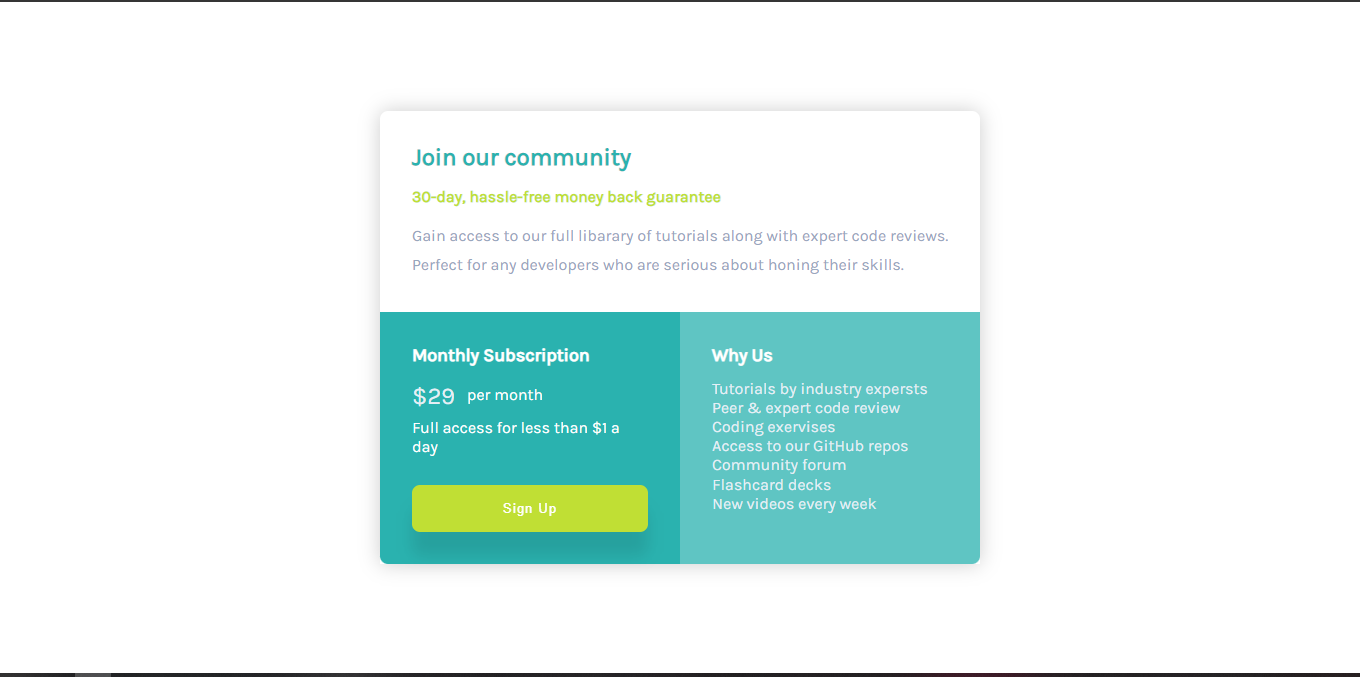 Join our community
30-day, hassle-free money back guarantee
Gain access to our full libarary of tutorials along with expert code reviews.
Perfect for any developers who are serious about honing their skills.
Monthly Subscription
$29 per month
Full access for less than $1 a
day
Sign Up
Why Us
Tutorials by industry expersts
Peer & expert code review
Coding exervises
Access to our GitHub repos
Community forum
Flashcard decks
New videos every week